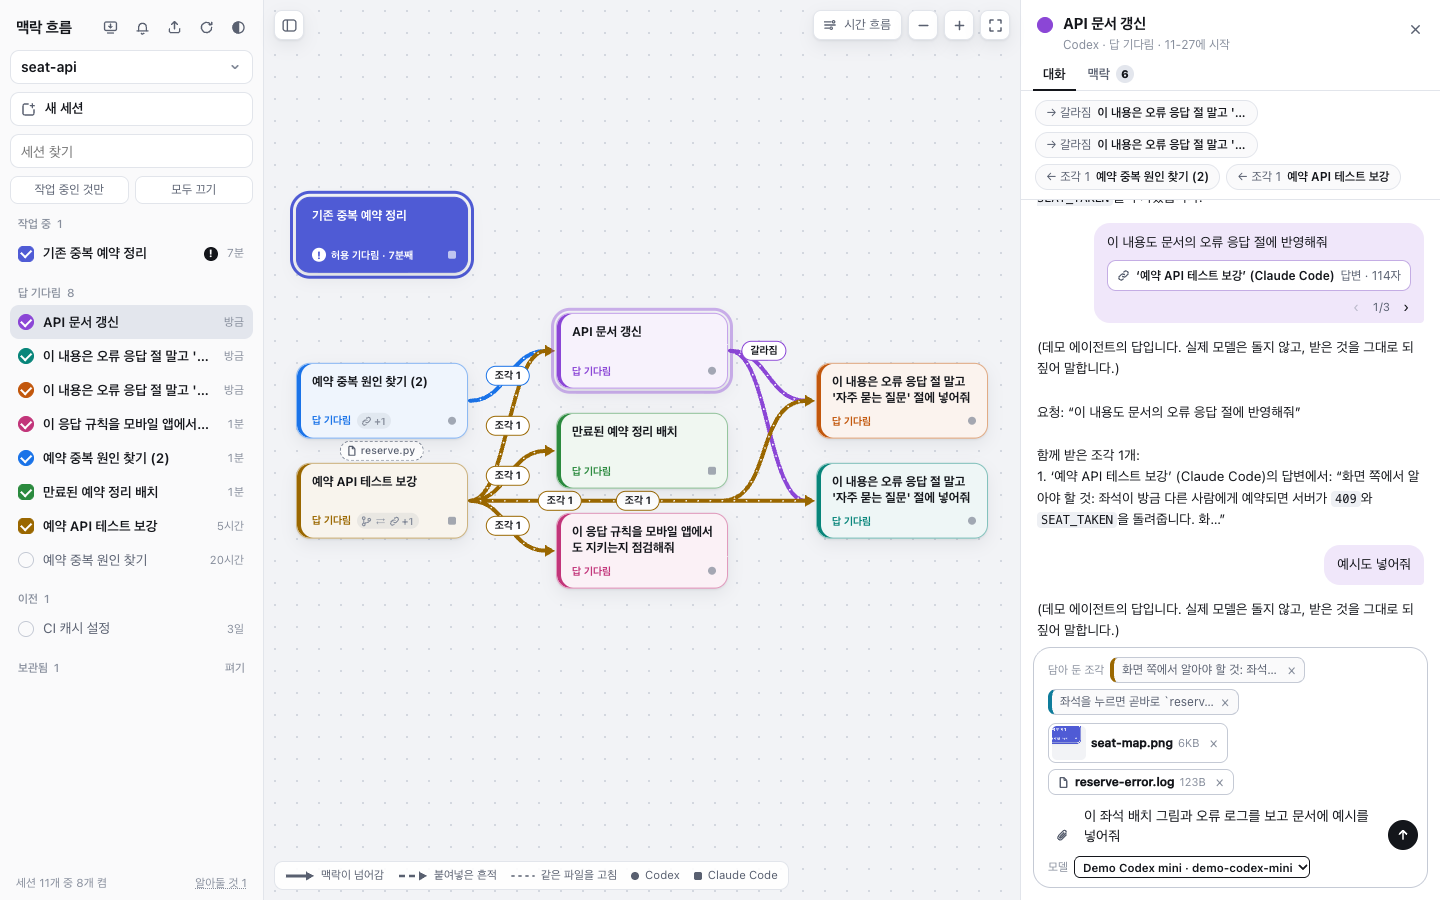 맥락 흐름
seat-api
새 세션
세션 찾기
작업 중인 것만
모두 끄기
작업 중 1
기존 중복 예약 정리
7분
답 기다림 8
API 문서 갱신
방금
이 내용은 오류 응답 절 말고 '...
방금
이 내용은 오류 응답 절 말고 '...
방금
이 응답 규칙을 모바일 앱에서...
1분
예약 중복 원인 찾기 (2)
1분
만료된 예약 정리 배치
1분
예약 API 테스트 보강
5시간
예약 중복 원인 찾기
20시간
이전 1
CI 캐시 설정
3일
보관됨 1
펴기
세션 11개 중 8개 켬
알아둘 것 1
시간 흐름
기존 중복 예약 정리
! 허용 기다림 · 7분째
API 문서 갱신
답 기다림
갈라짐
예약 중복 원인 찾기 (2)
답 기다림
+1
조각 1
reserve.py
조각 1
만료된 예약 정리 배치
답 기다림
이 내용은 오류 응답 절 말고
'자주 묻는 질문' 절에 넣어줘
답 기다림
예약 API 테스트 보강
답 기다림
+1
조각 1
조각 1
조각 1
조각 1
이 내용은 오류 응답 절 말고
'자주 묻는 질문' 절에 넣어줘
답 기다림
이 응답 규칙을 모바일 앱에서
도 지키는지 점검해줘
답 기다림
맥락이 넘어감
붙여넣은 흔적
같은 파일을 고침
Codex
Claude Code
API 문서 갱신
Codex · 답 기다림 · 11-27에 시작
대화
맥락 6
→ 갈라짐 이 내용은 오류 응답 절 말고 '...
→ 갈라짐 이 내용은 오류 응답 절 말고 '...
← 조각 1 예약 중복 원인 찾기 (2)
← 조각 1 예약 API 테스트 보강
이 내용도 문서의 오류 응답 절에 반영해줘
‘예약 API 테스트 보강’ (Claude Code) 답변 · 114자
‹ 1/3 ›
(데모 에이전트의 답입니다. 실제 모델은 돌지 않고, 받은 것을 그대로 되
짚어 말합니다.)
요청: “이 내용도 문서의 오류 응답 절에 반영해줘”
함께 받은 조각 1개:
1. ‘예약 API 테스트 보강’ (Claude Code)의 답변에서: “화면 쪽에서 알
아야 할 것: 좌석이 방금 다른 사람에게 예약되면 서버가 409 와
SEAT_TAKEN 을 돌려줍니다. 화…”
예시도 넣어줘
(데모 에이전트의 답입니다. 실제 모델은 돌지 않고, 받은 것을 그대로 되
짚어 말합니다.)
담아 둔 조각
화면 쪽에서 알아야 할 것: 좌석...
좌석을 누르면 곧바로 `reserv...
seat-map.png 6KB
reserve-error.log 123B
이 좌석 배치 그림과 오류 로그를 보고 문서에 예시를
넣어줘
모델
Demo Codex mini · demo-codex-mini